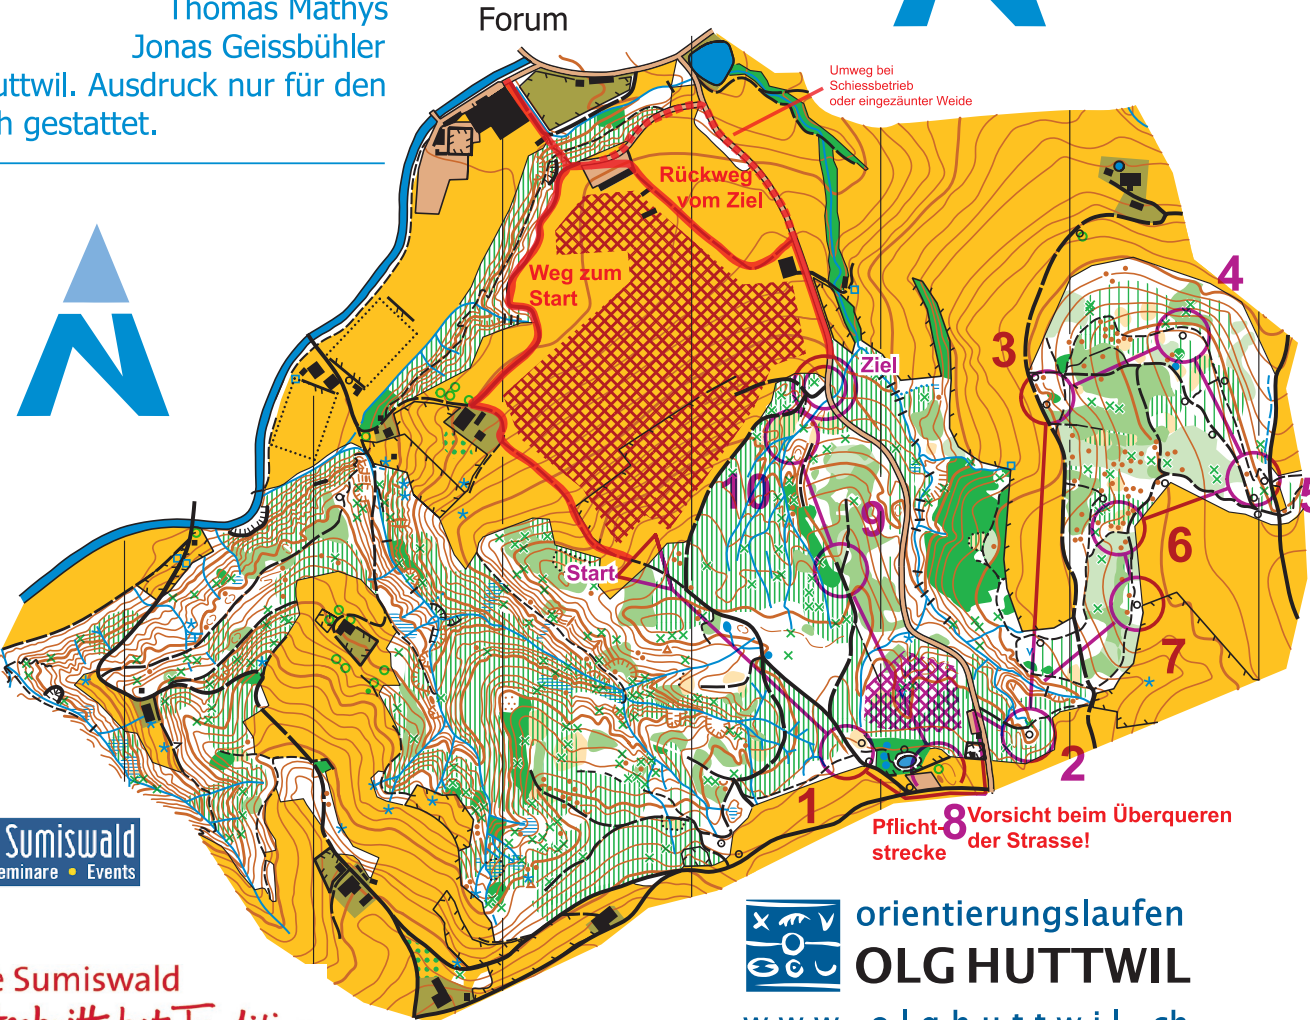 Thomas Mathys
Jonas Geissbühler
uttwil. Ausdruck nur für den
h gestattet.
Forum
Umweg bei
Schiessbetrieb
oder eingezäunter Weide
Rückweg
vom Ziel
Weg zum
Start
Ziel
Start
1
2
3
4
5
6
7
8
9
10
Pflicht-
strecke
Vorsicht beim Überqueren
der Strasse!
Sumiswald
eminare • Events
e Sumiswald
orientierungslaufen
OLG HUTTWIL